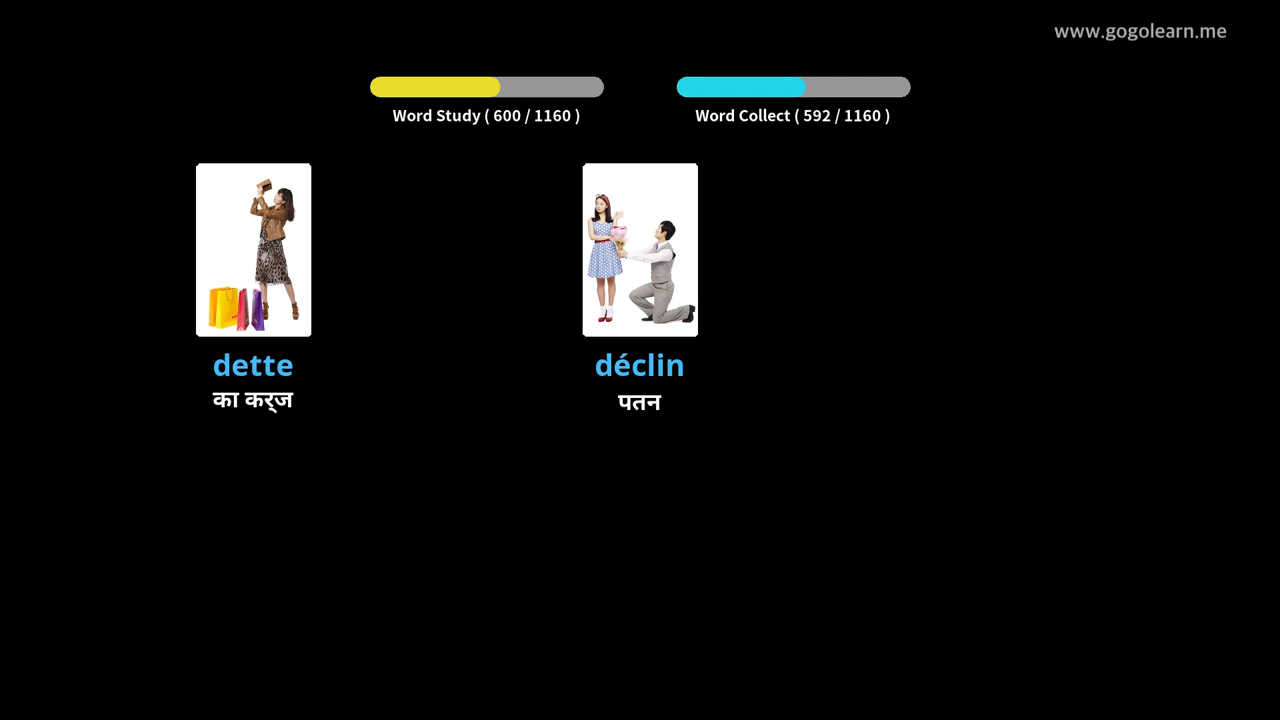 www.gogolearn.me
Word Study ( 600 / 1160 )
Word Collect ( 592 / 1160 )
dette
का कर्‌ज
déclin
पतन